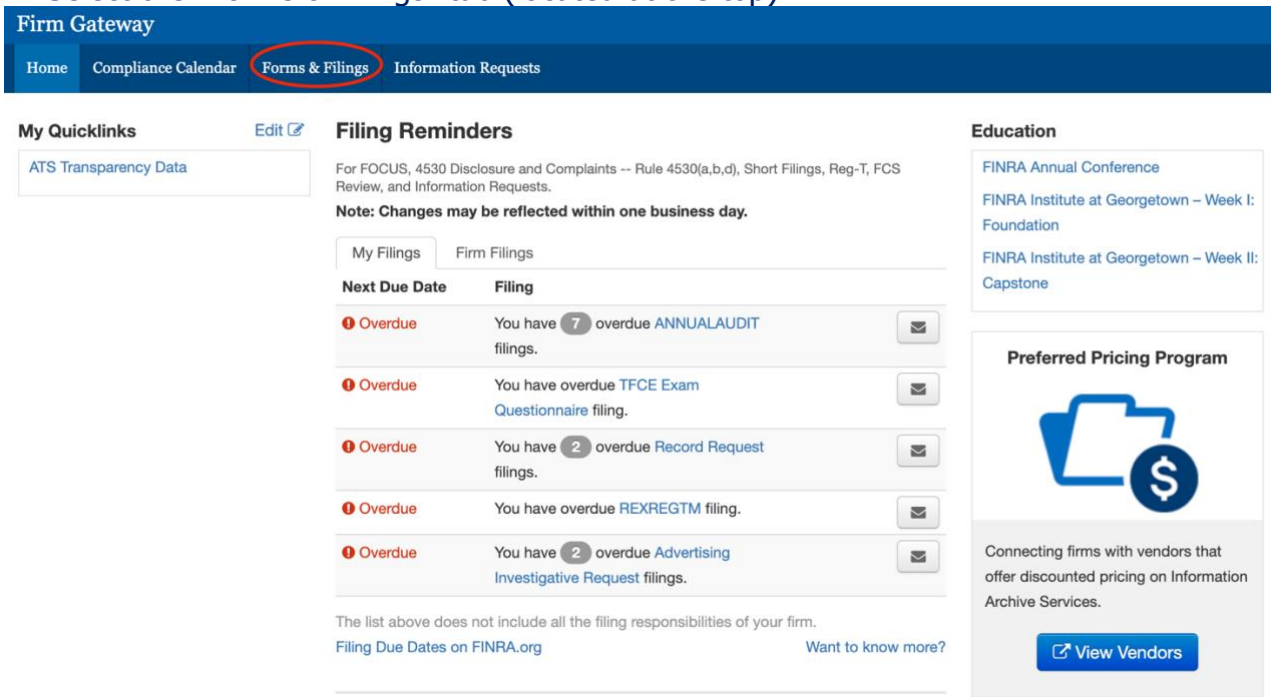 Firm Gateway
Home Compliance Calendar Forms & Filings Information Requests
My Quicklinks Edit
ATS Transparency Data
Filing Reminders
For FOCUS, 4530 Disclosure and Complaints -- Rule 4530(a,b,d), Short Filings, Reg-T, FCS
Review, and Information Requests.
Note: Changes may be reflected within one business day.
My Filings Firm Filings
Next Due Date Filing
Overdue You have 7 overdue ANNUALAUDIT
filings.
Overdue You have overdue TFCE Exam
Questionnaire filing.
Overdue You have 2 overdue Record Request
filings.
Overdue You have overdue REXREGTM filing.
Overdue You have 2 overdue Advertising
Investigative Request filings.
The list above does not include all the filing responsibilities of your firm.
Filing Due Dates on FINRA.org Want to know more?
Education
FINRA Annual Conference
FINRA Institute at Georgetown – Week I:
Foundation
FINRA Institute at Georgetown – Week II:
Capstone
Preferred Pricing Program
$
Connecting firms with vendors that
offer discounted pricing on Information
Archive Services.
View Vendors